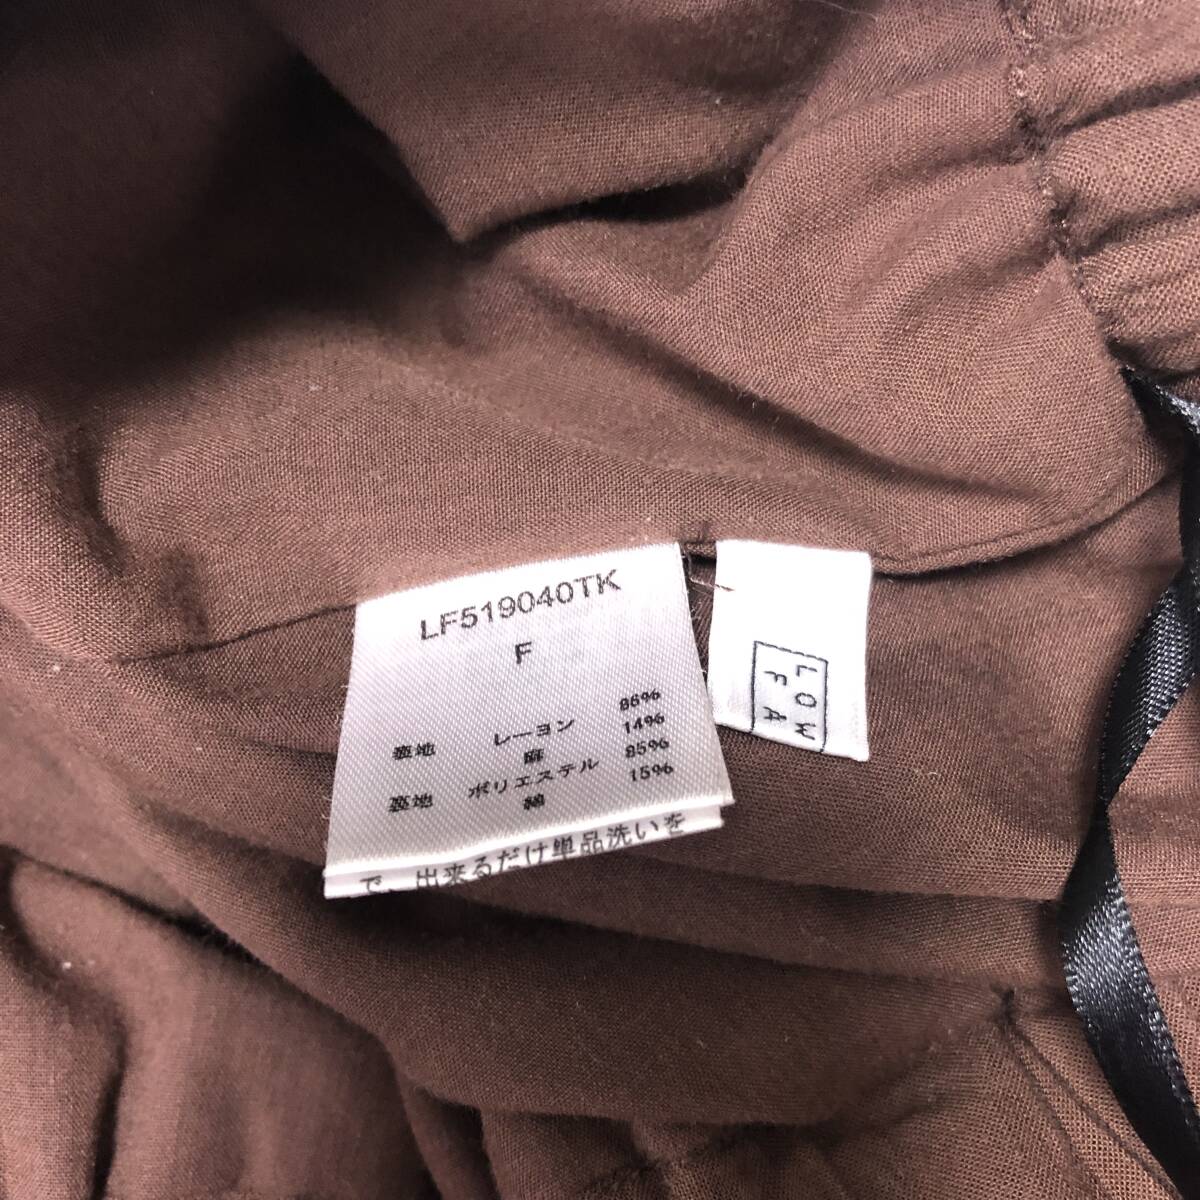 LF519040TK
F
表地 レーヨン 86%
麻 14%
裏地 ポリエステル 85%
綿 15%
で、出来るだけ単品洗いを
LOW
FA